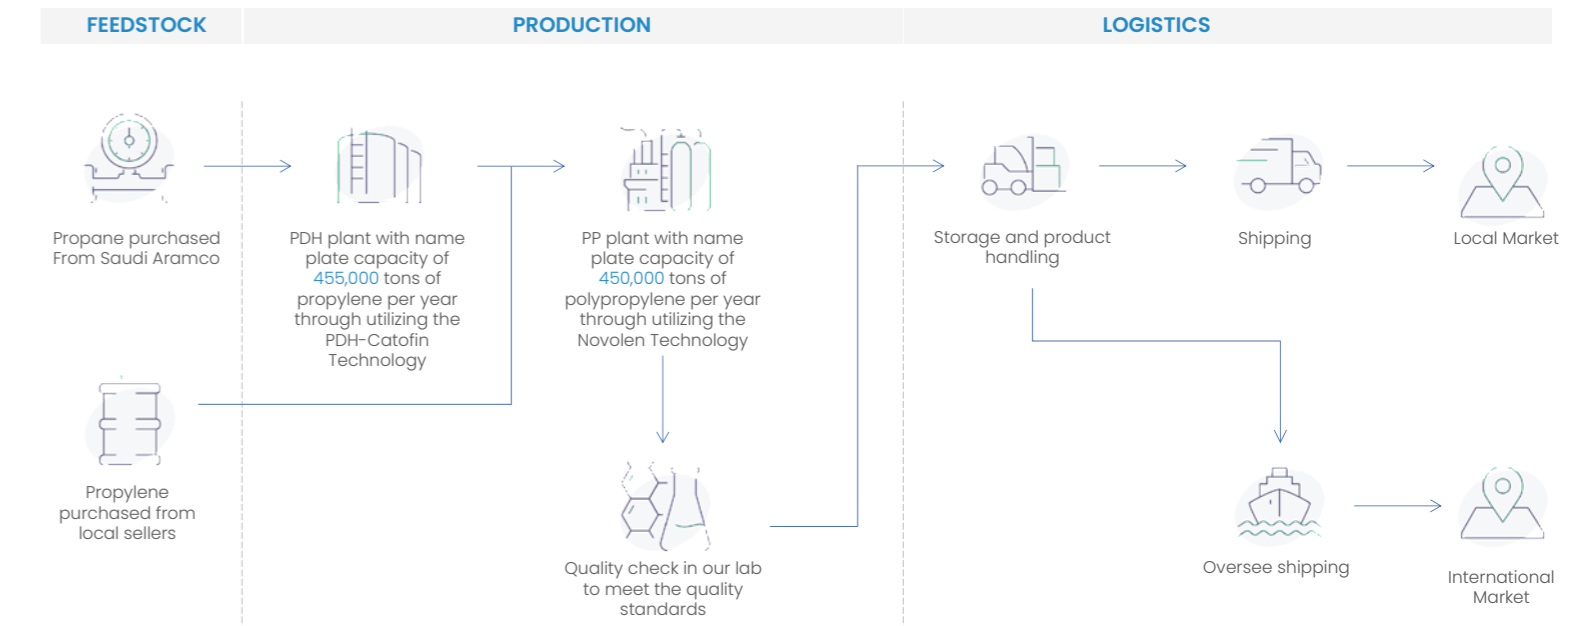 FEEDSTOCK
PRODUCTION
LOGISTICS
Propane purchased
From Saudi Aramco
PDH plant with name
plate capacity of
455,000 tons of
propylene per year
through utilizing the
PDH-Catofin
Technology
PP plant with name
plate capacity of
450,000 tons of
polypropylene per year
through utilizing the
Novolen Technology
Storage and product
handling
Shipping
Local Market
Propylene
purchased from
local sellers
Quality check in our lab
to meet the quality
standards
Oversee shipping
International
Market